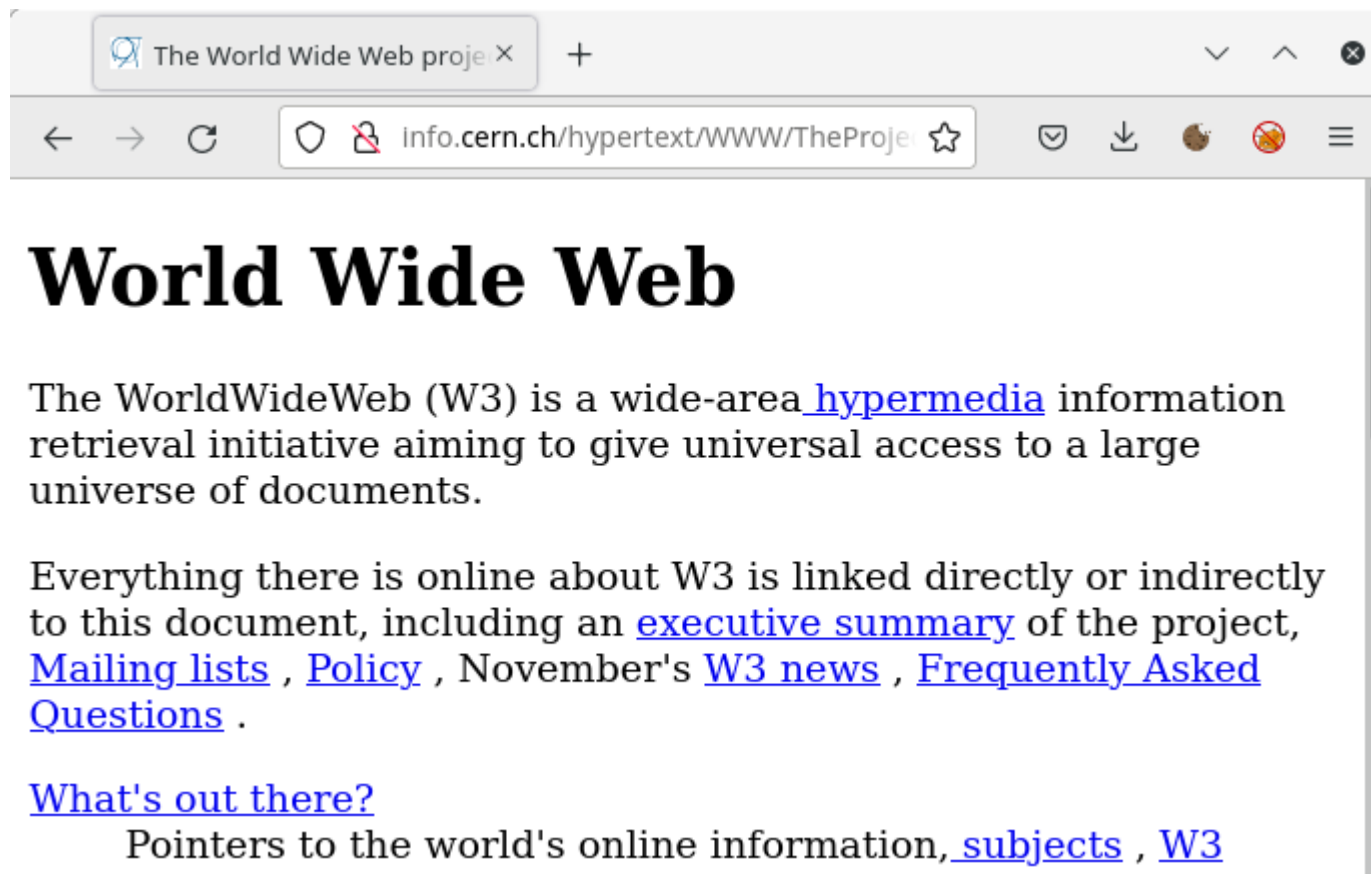 The World Wide Web proje
info.cern.ch/hypertext/WWW/TheProje
World Wide Web
The WorldWideWeb (W3) is a wide-area hypermedia information
retrieval initiative aiming to give universal access to a large
universe of documents.
Everything there is online about W3 is linked directly or indirectly
to this document, including an executive summary of the project,
Mailing lists , Policy , November's W3 news , Frequently Asked
Questions .
What's out there?
Pointers to the world's online information, subjects , W3